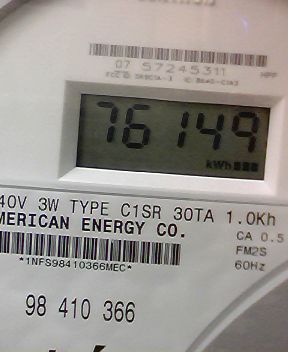 07 57245311
76149
kWh
40V 3W TYPE C1SR 30TA 1.0Kh
MERICAN ENERGY CO.
CA 0.5
FM2S
*1NFS98410366MEC*
60Hz
98 410 366